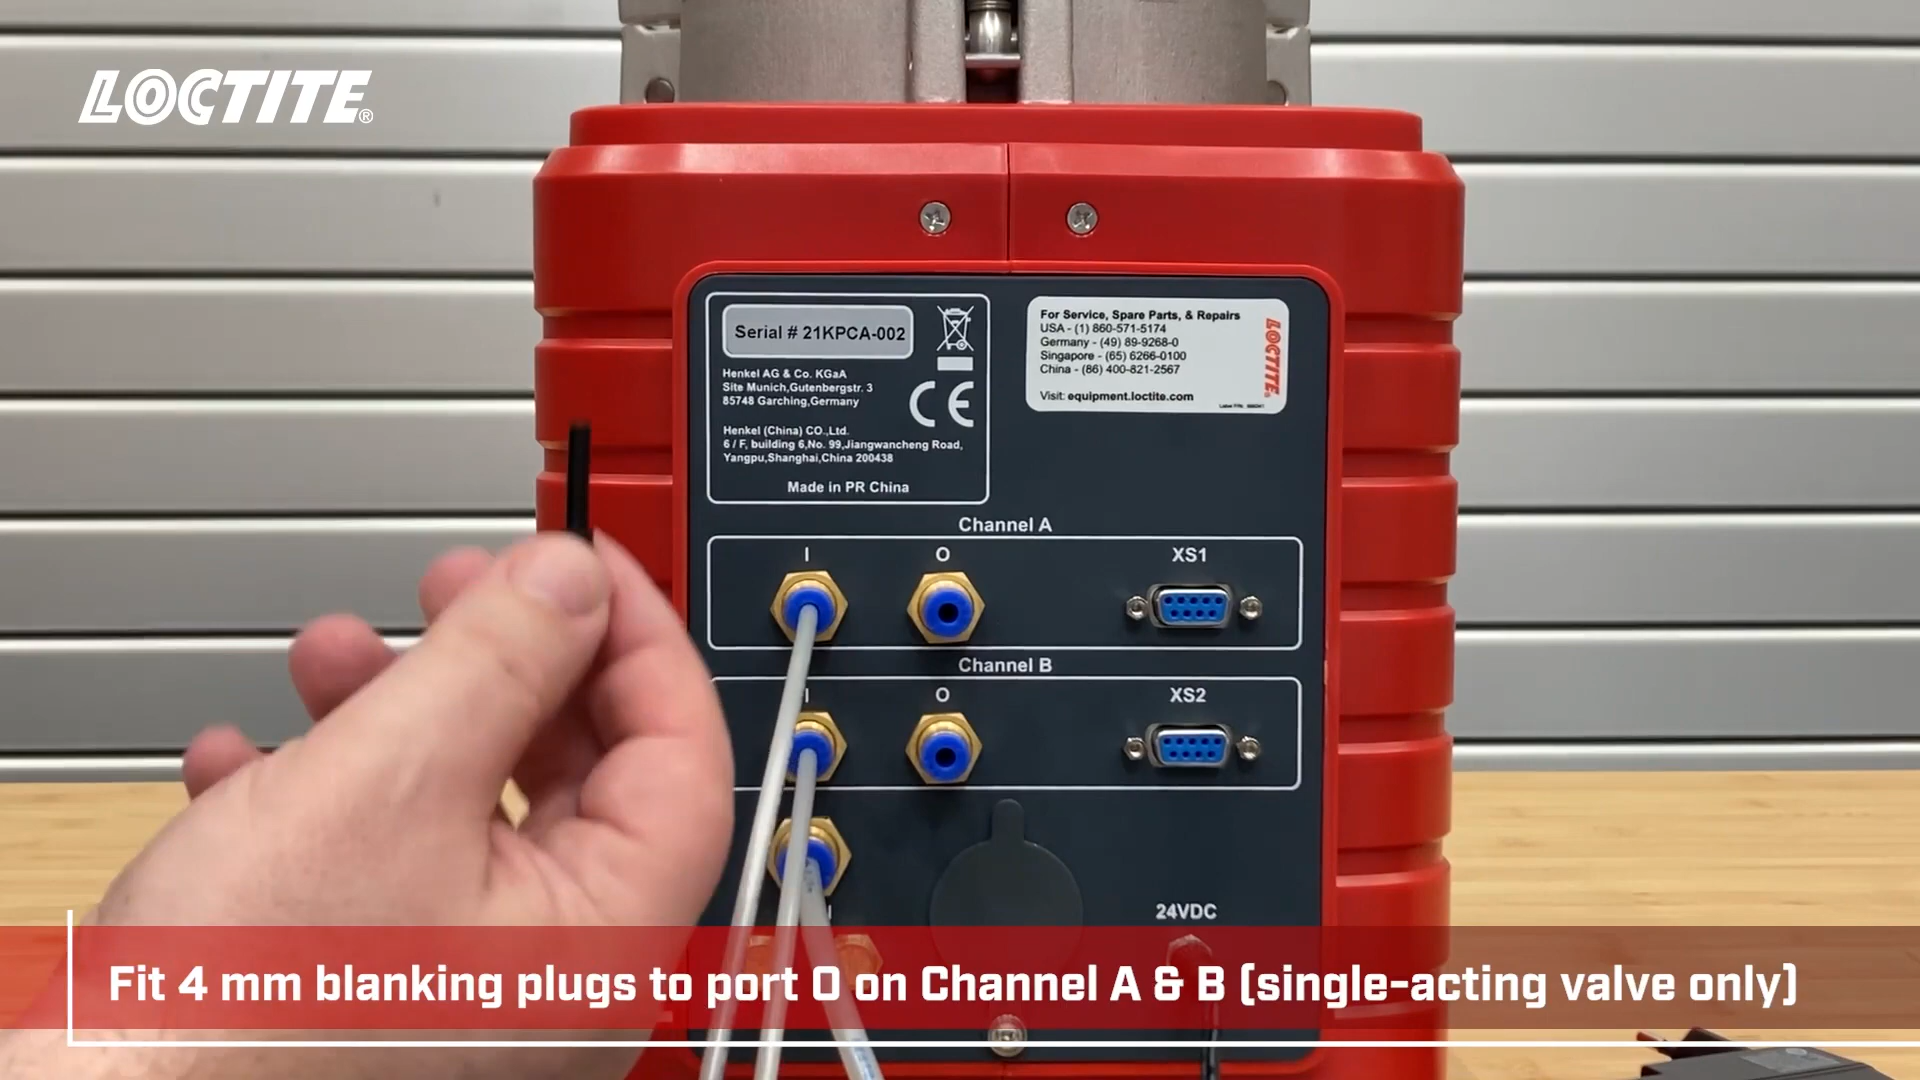 LOCTITE®
Serial # 21KPCA-002
Henkel AG & Co. KGaA
Site Munich,Gutenbergstr. 3
85748 Garching,Germany
CE
Henkel (China) CO.,Ltd.
6 / F, building 6,No. 99,Jiangwancheng Road,
Yangpu,Shanghai,China 200438
Made in PR China
For Service, Spare Parts, & Repairs
USA - (1) 860-571-5174
Germany - (49) 89-9268-0
Singapore - (65) 6266-0100
China - (86) 400-821-2567
Visit: equipment.loctite.com
LOCTITE
Channel A
I O XS1
Channel B
I O XS2
24VDC
Fit 4 mm blanking plugs to port O on Channel A & B (single-acting valve only)